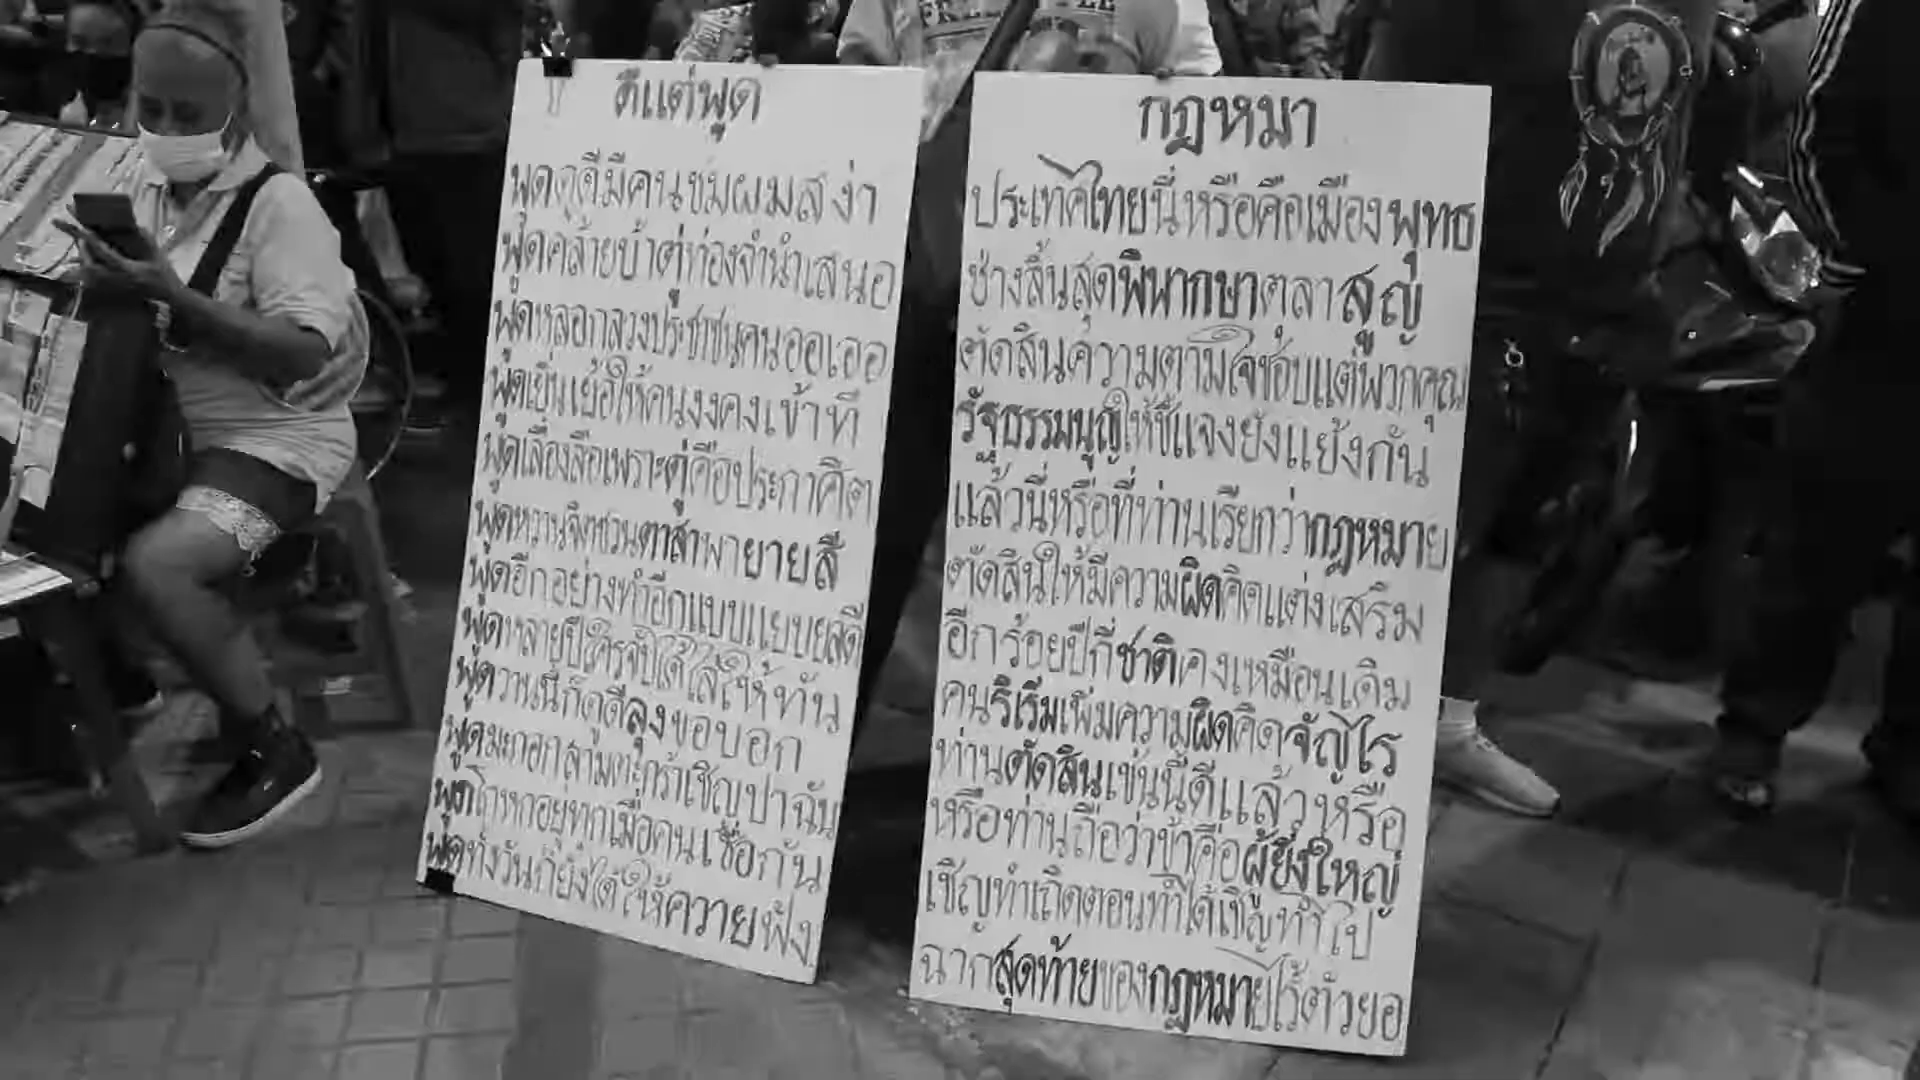 ดีแต่พูด
พูดดูดีมีคนชมผมสง่า
พูดคล้ายบ้าตู่ท่องจำนำเสนอ
พูดหลอกลวงประชาชนคนออเออ
พูดเยิ่นเย้อให้คนงงคงเข้าที
พูดเลื่องลือเพราะตู่คือประกาศิต
พูดหวานจิตชวนตาสาพายายสี
พูดอีกอย่างทำอีกแบบแยบยลดี
พูดหลายปีใครจับได้ไล่ให้ทัน
พูดวานนี้ก็ดูดีลุงขอบอก
พูดมายอกสามตะกร้าเชิญปาฉัน
พูดโกหกอยู่ทุกเมื่อคนเชื่อกัน
พูดทั้งวันก็ยังได้ให้ควายฟัง
กฎหมา
ประเทศไทยนี่หรือคือเมืองพุทธ
ช่างสิ้นสุดพิพากษาตุลาสูญ
ตัดสินความตามใจชอบแต่พวกคุณ
รัฐธรรมนูญให้ชี้แจงยังแย้งกัน
แล้วนี่หรือที่ท่านเรียกว่ากฎหมาย
ตัดสินให้มีความผิดคิดแต่งเสริม
อีกร้อยปีกี่ชาติคงเหมือนเดิม
คนริเริ่มเพิ่มความผิดคิดจัญไร
ท่านตัดสินเช่นนี้ดีแล้วหรือ
หรือท่านถือว่าข้าคือผู้ยิ่งใหญ่
เชิญทำเถิดตอนทำได้เชิญทำไป
ฉากสุดท้ายของกฎหมายไร้ตัวยอ